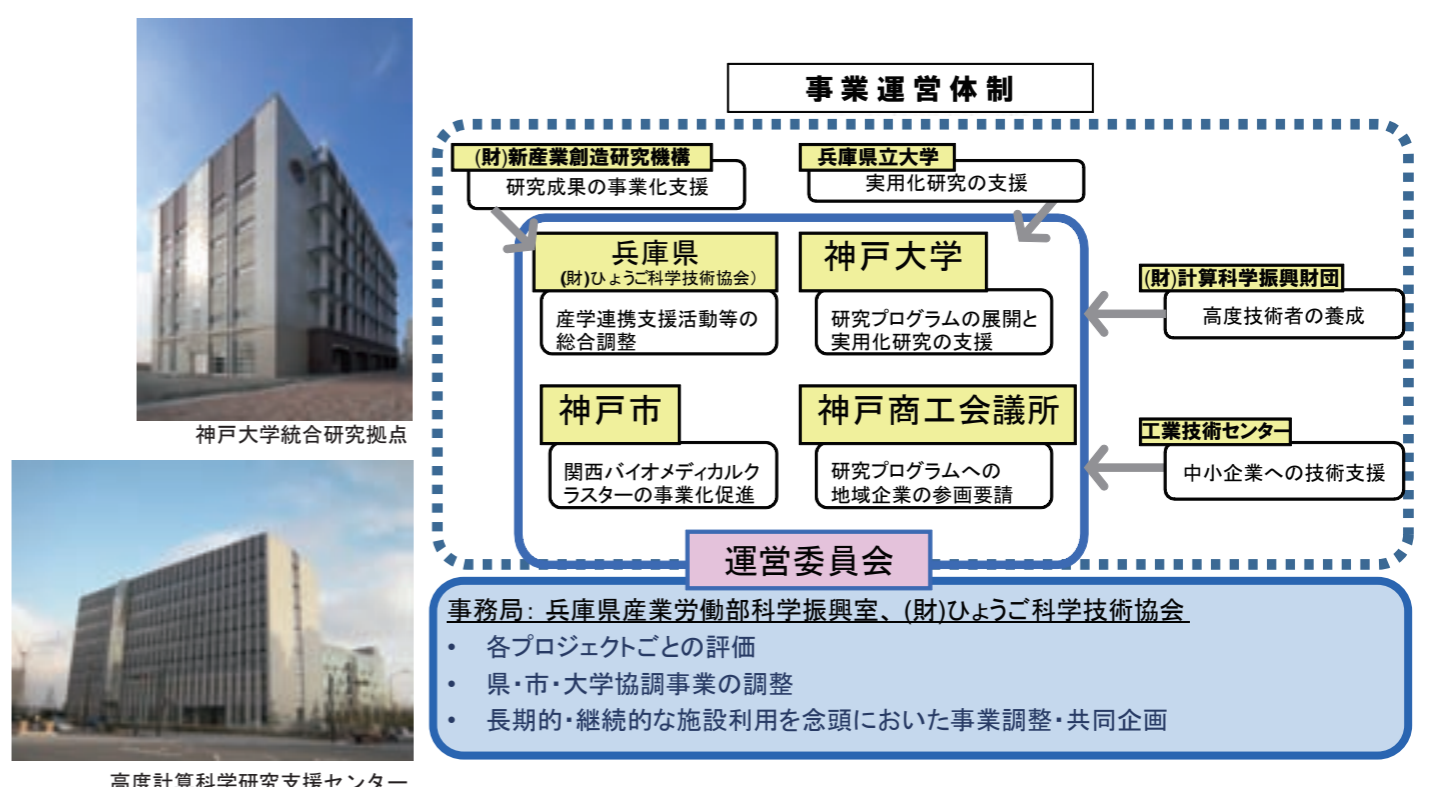 事業運営体制
(財)新産業創造研究機構
研究成果の事業化支援
兵庫県立大学
実用化研究の支援
兵庫県
(財)ひょうご科学技術協会）
産学連携支援活動等の
総合調整
神戸大学
研究プログラムの展開と
実用化研究の支援
(財)計算科学振興財団
高度技術者の養成
神戸市
関西バイオメディカルク
ラスターの事業化促進
神戸商工会議所
研究プログラムへの
地域企業の参画要請
工業技術センター
中小企業への技術支援
運営委員会
事務局：兵庫県産業労働部科学振興室、(財)ひょうご科学技術協会
• 各プロジェクトごとの評価
• 県・市・大学協調事業の調整
• 長期的・継続的な施設利用を念頭においた事業調整・共同企画
神戸大学統合研究拠点
高度計算科学研究支援センター